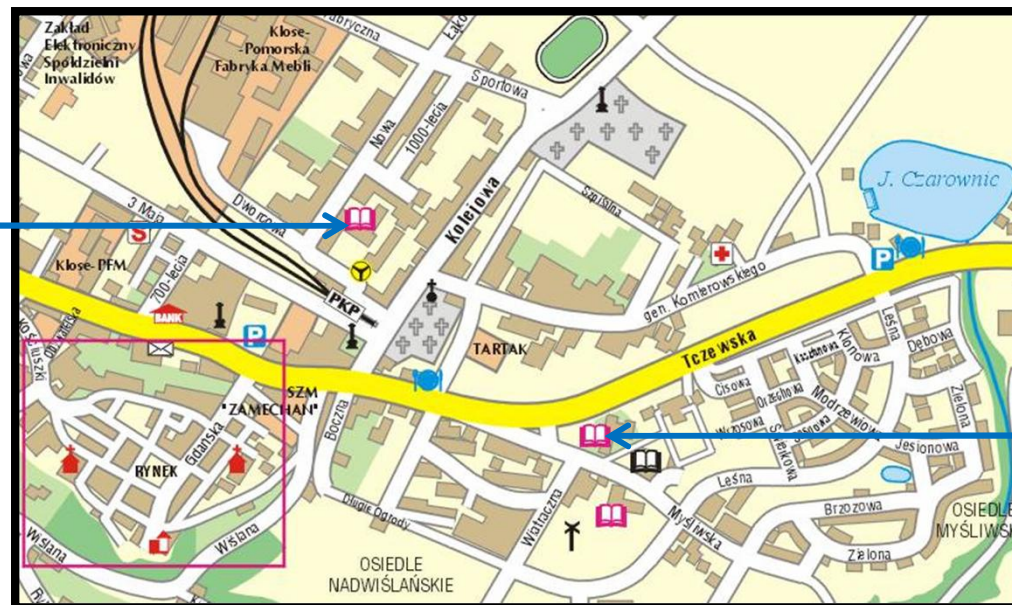 Zakład
Elektroniczny
Spółdzielni
Inwalidów
Klose-
-Pomorska
Fabryka Mebli
Sportowa
Nowa
1000-lecia
Kolejowa
Szpitalna
J. Czarownic
3 Maja
Dworcowa
S
Klose-PFM
700-lecia
PKP
BANK
P
P
gen. Komierowskiego
TARTAK
Tczewska
Leśna
Dębowa
Klonowa
Kasztanowa
Cisowa
Orzechowa
Modrzewiowa
Zielona
Wrzosowa
Jesionowa
SZM
"ZAMECHAN"
Boczna
Gdańska
RYNEK
Długie Ogrody
Wiatraczna
Myśliwska
Leśna
Brzozowa
Zielona
OSIEDLE
MYŚLIWSK
Wiślana
Wiślana
OSIEDLE
NADWIŚLAŃSKIE